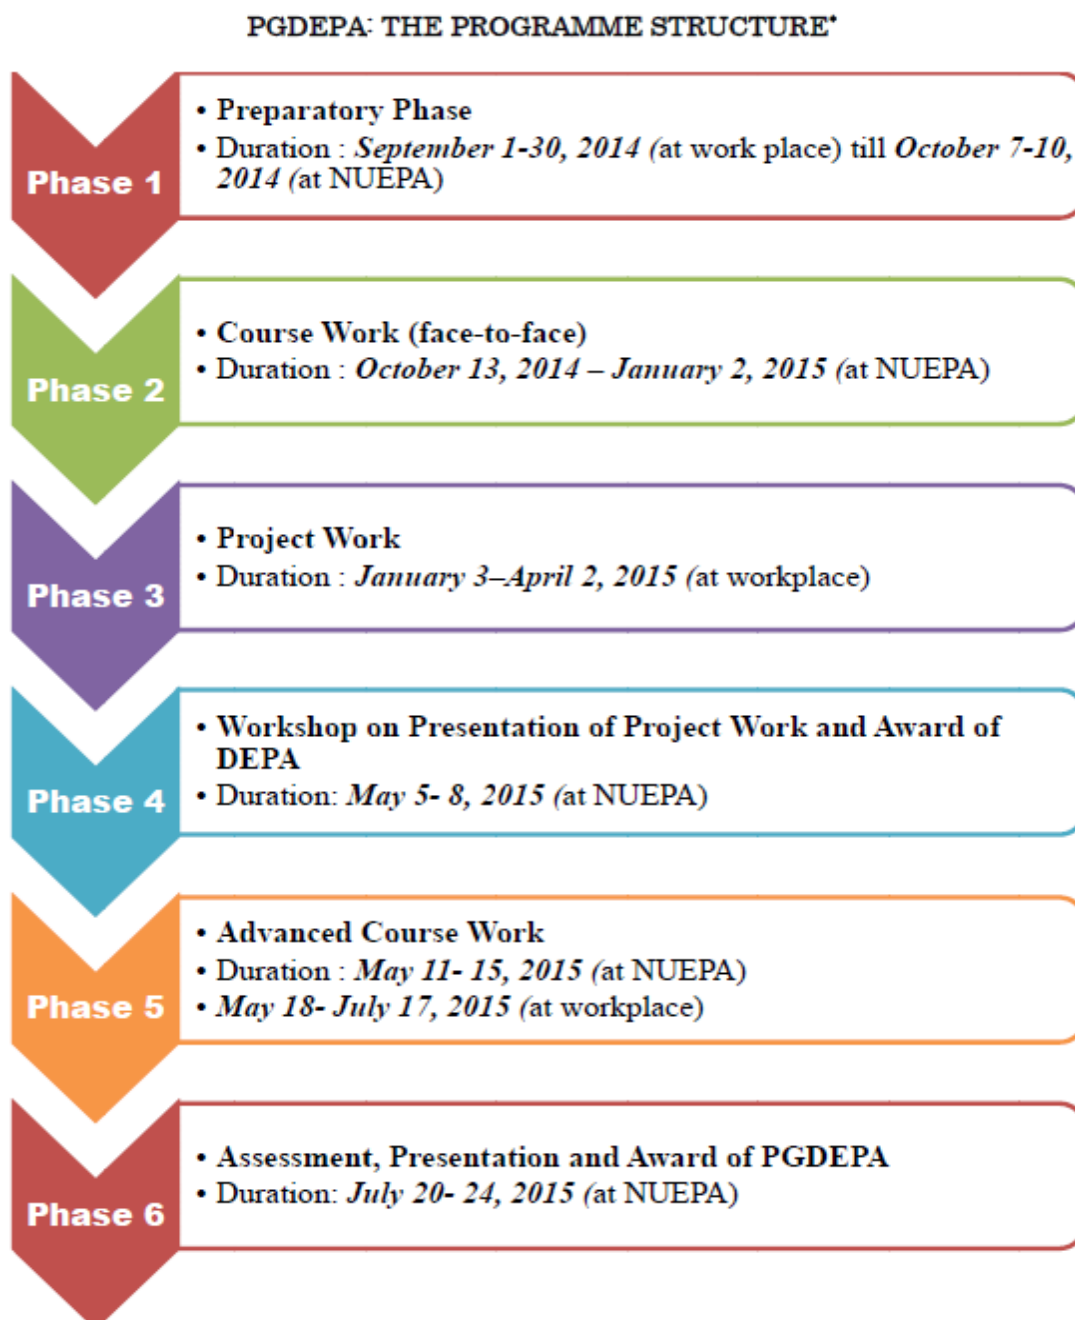 PGDEPA: THE PROGRAMME STRUCTURE*
Phase 1
• Preparatory Phase
• Duration : September 1-30, 2014 (at work place) till October 7-10,
2014 (at NUEPA)
Phase 2
• Course Work (face-to-face)
• Duration : October 13, 2014 – January 2, 2015 (at NUEPA)
Phase 3
• Project Work
• Duration : January 3–April 2, 2015 (at workplace)
Phase 4
• Workshop on Presentation of Project Work and Award of
DEPA
• Duration: May 5- 8, 2015 (at NUEPA)
Phase 5
• Advanced Course Work
• Duration : May 11- 15, 2015 (at NUEPA)
• May 18- July 17, 2015 (at workplace)
Phase 6
• Assessment, Presentation and Award of PGDEPA
• Duration: July 20- 24, 2015 (at NUEPA)